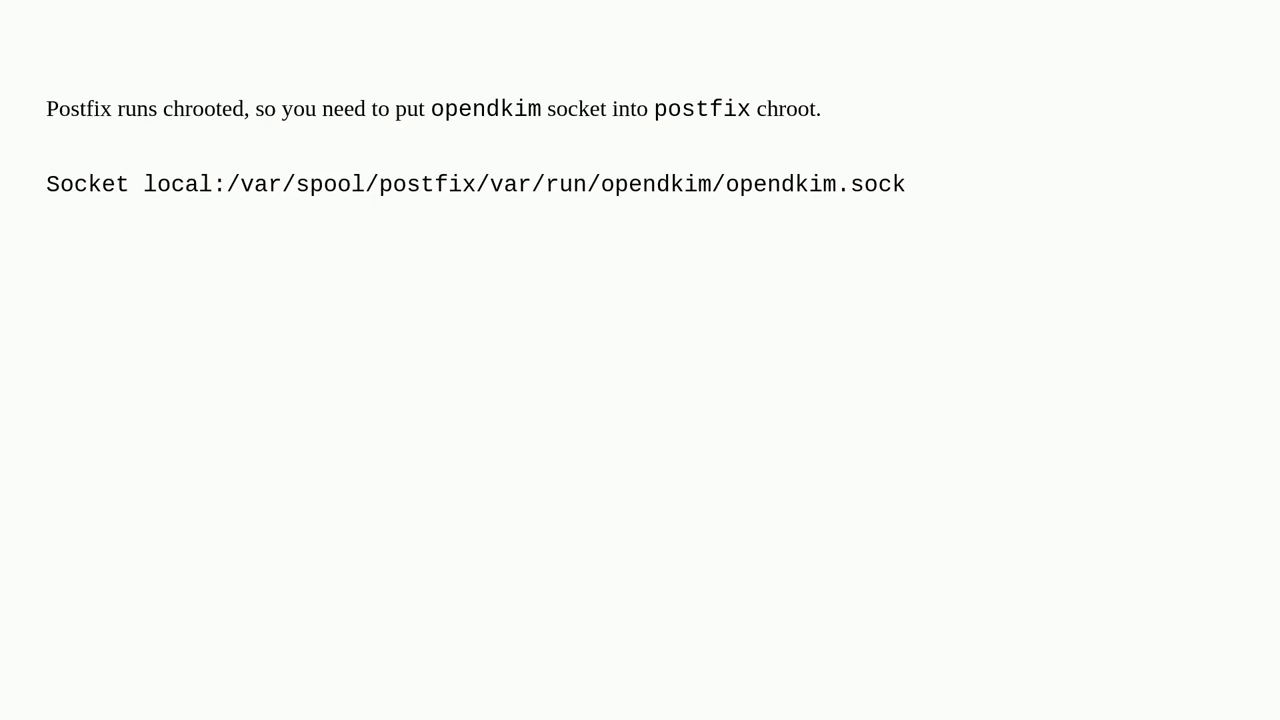 Postfix runs chrooted, so you need to put opendkim socket into postfix chroot.
Socket local:/var/spool/postfix/var/run/opendkim/opendkim.sock